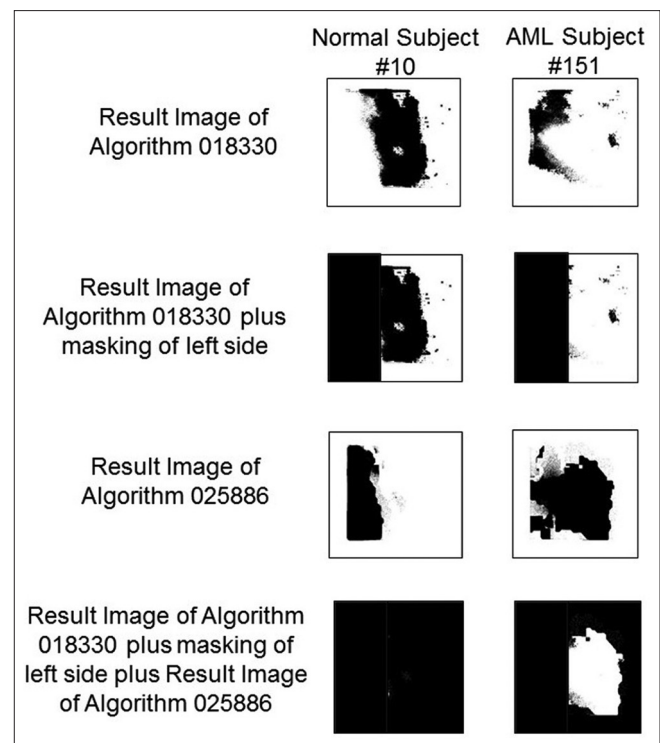 Normal Subject
#10
AML Subject
#151
Result Image of
Algorithm 018330
Result Image of
Algorithm 018330 plus
masking of left side
Result Image of
Algorithm 025886
Result Image of Algorithm
018330 plus masking of
left side plus Result Image
of Algorithm 025886